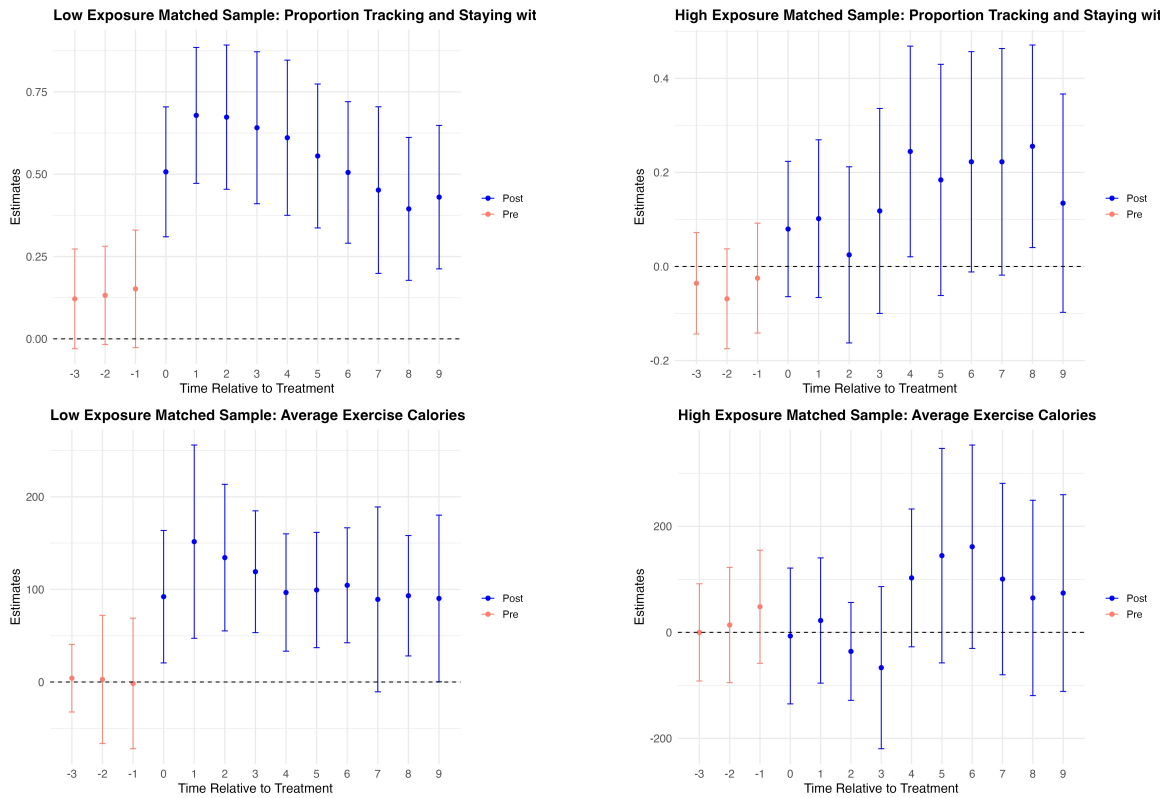 Low Exposure Matched Sample: Proportion Tracking and Staying wit
0.75
0.50
0.25
0.00
Estimates
-3 -2 -1 0 1 2 3 4 5 6 7 8 9
Time Relative to Treatment
Post
Pre
High Exposure Matched Sample: Proportion Tracking and Staying wit
0.4
0.2
0.0
-0.2
Estimates
-3 -2 -1 0 1 2 3 4 5 6 7 8 9
Time Relative to Treatment
Post
Pre
Low Exposure Matched Sample: Average Exercise Calories
200
100
0
Estimates
-3 -2 -1 0 1 2 3 4 5 6 7 8 9
Time Relative to Treatment
Post
Pre
High Exposure Matched Sample: Average Exercise Calories
200
0
-200
Estimates
-3 -2 -1 0 1 2 3 4 5 6 7 8 9
Time Relative to Treatment
Post
Pre